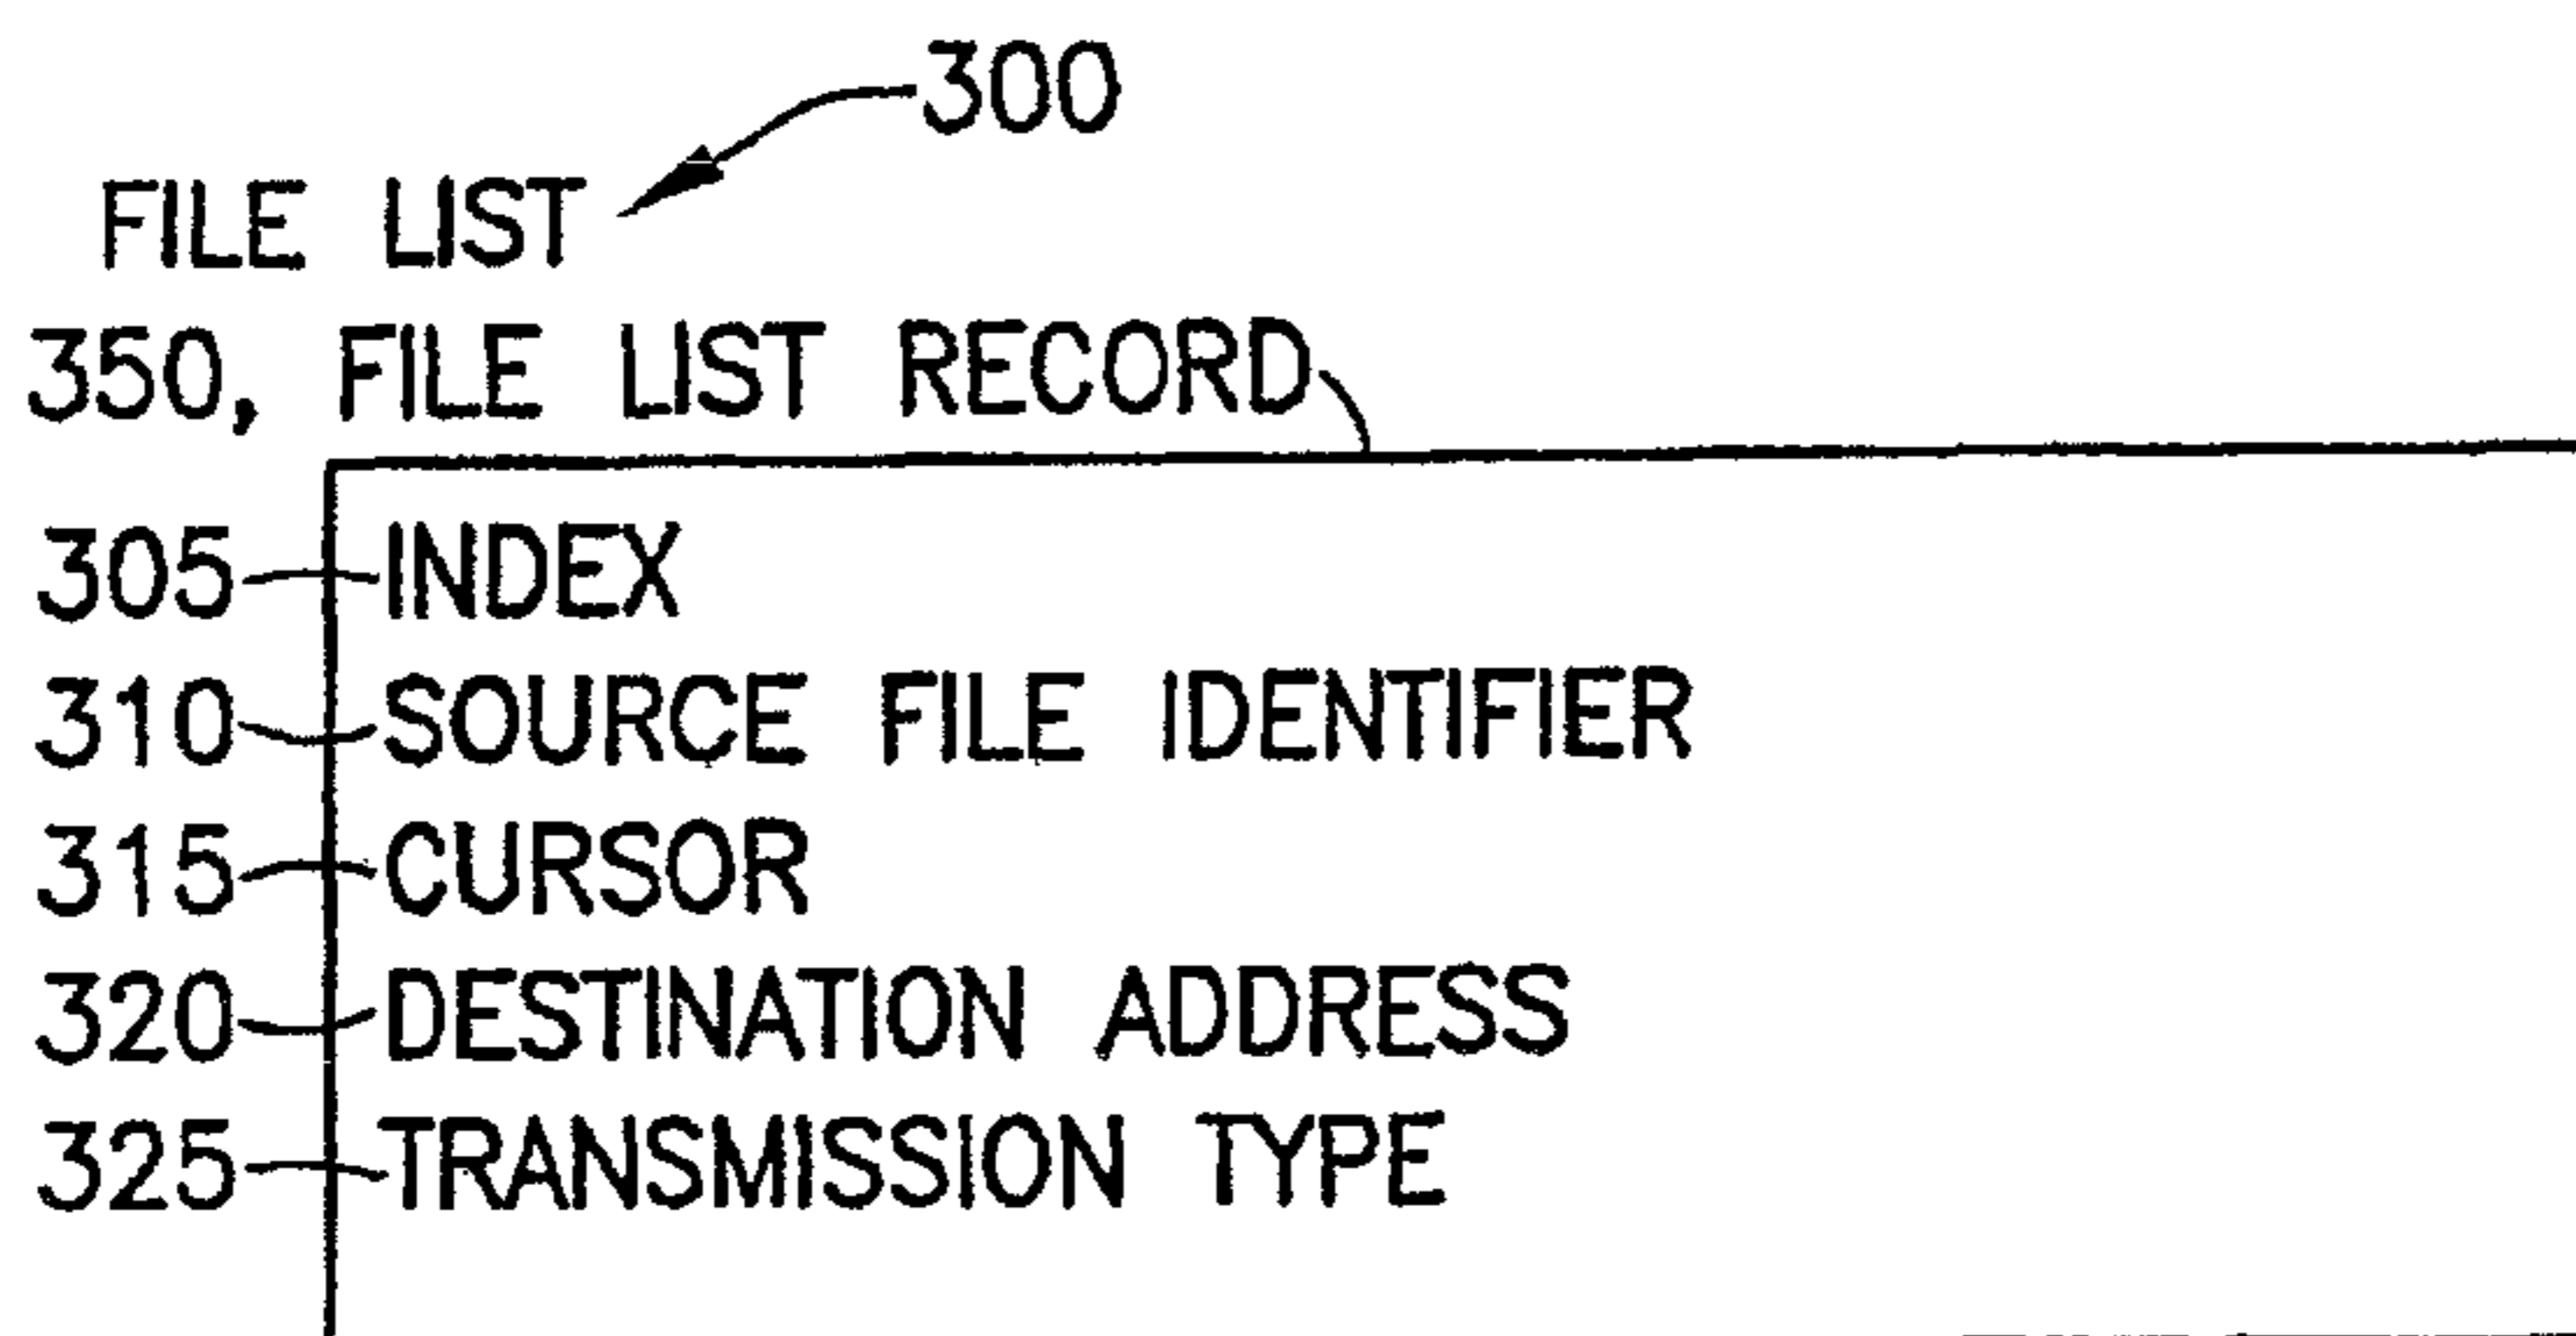 300
FILE LIST
350, FILE LIST RECORD
305 INDEX
310 SOURCE FILE IDENTIFIER
315 CURSOR
320 DESTINATION ADDRESS
325 TRANSMISSION TYPE